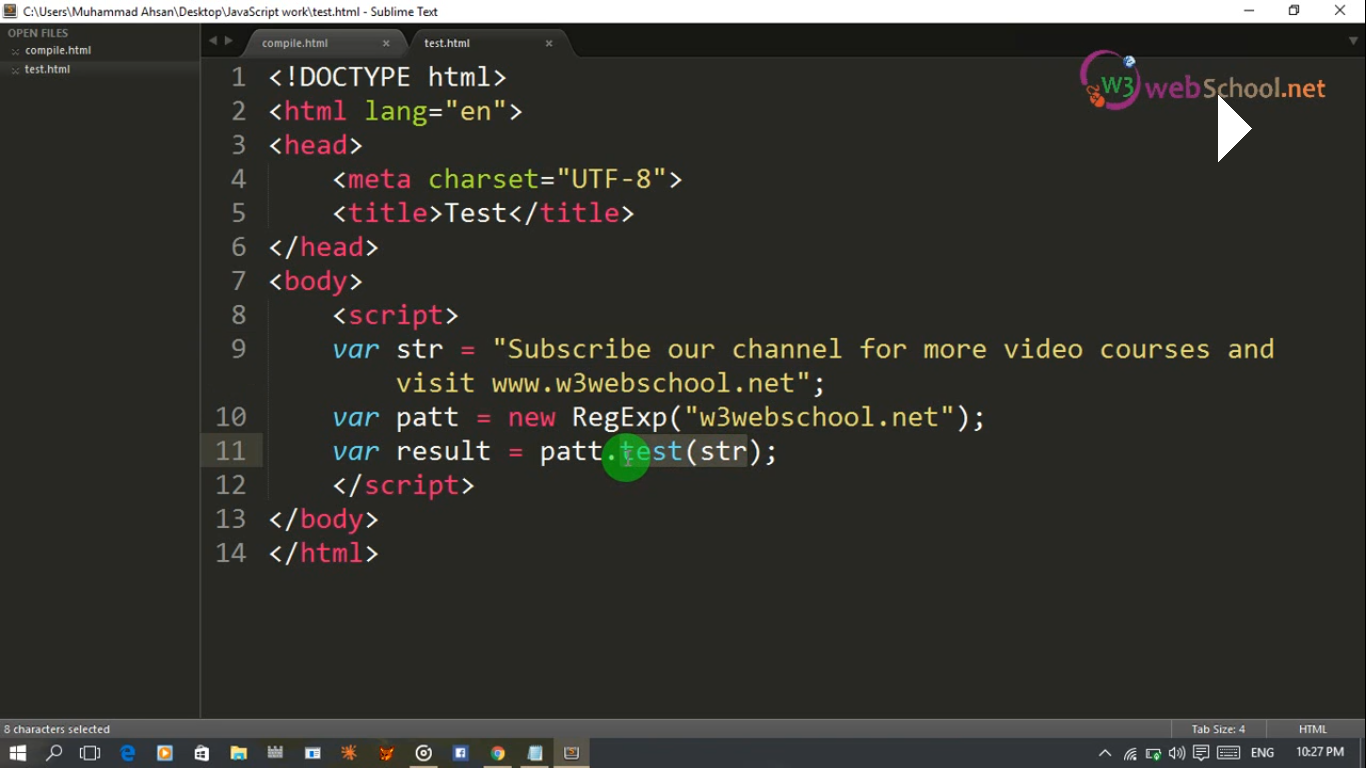 C:\Users\Muhammad Ahsan\Desktop\JavaScript work\test.html - Sublime Text
OPEN FILES
compile.html
test.html
compile.html
test.html
W3webSchool.net
1 <!DOCTYPE html>
2 <html lang="en">
3 <head>
4 <meta charset="UTF-8">
5 <title>Test</title>
6 </head>
7 <body>
8 <script>
9 var str = "Subscribe our channel for more video courses and
visit www.w3webschool.net";
10 var patt = new RegExp("w3webschool.net");
11 var result = patt.test(str);
12 </script>
13 </body>
14 </html>
8 characters selected
Tab Size: 4
HTML
ENG
10:27 PM